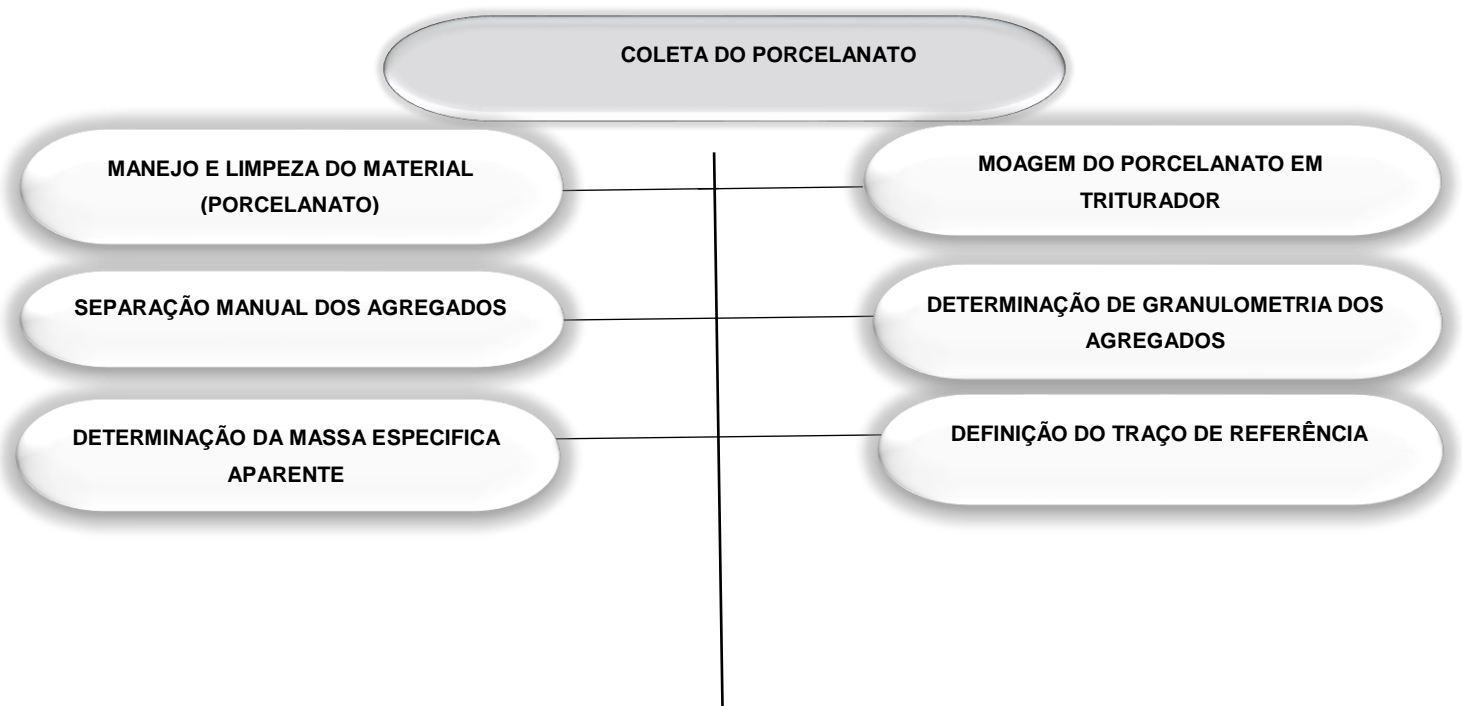 COLETA DO PORCELANATO
MANEJO E LIMPEZA DO MATERIAL
(PORCELANATO)
MOAGEM DO PORCELANATO EM
TRITURADOR
SEPARAÇÃO MANUAL DOS AGREGADOS
DETERMINAÇÃO DE GRANULOMETRIA DOS
AGREGADOS
DETERMINAÇÃO DA MASSA ESPECIFICA
APARENTE
DEFINIÇÃO DO TRAÇO DE REFERÊNCIA